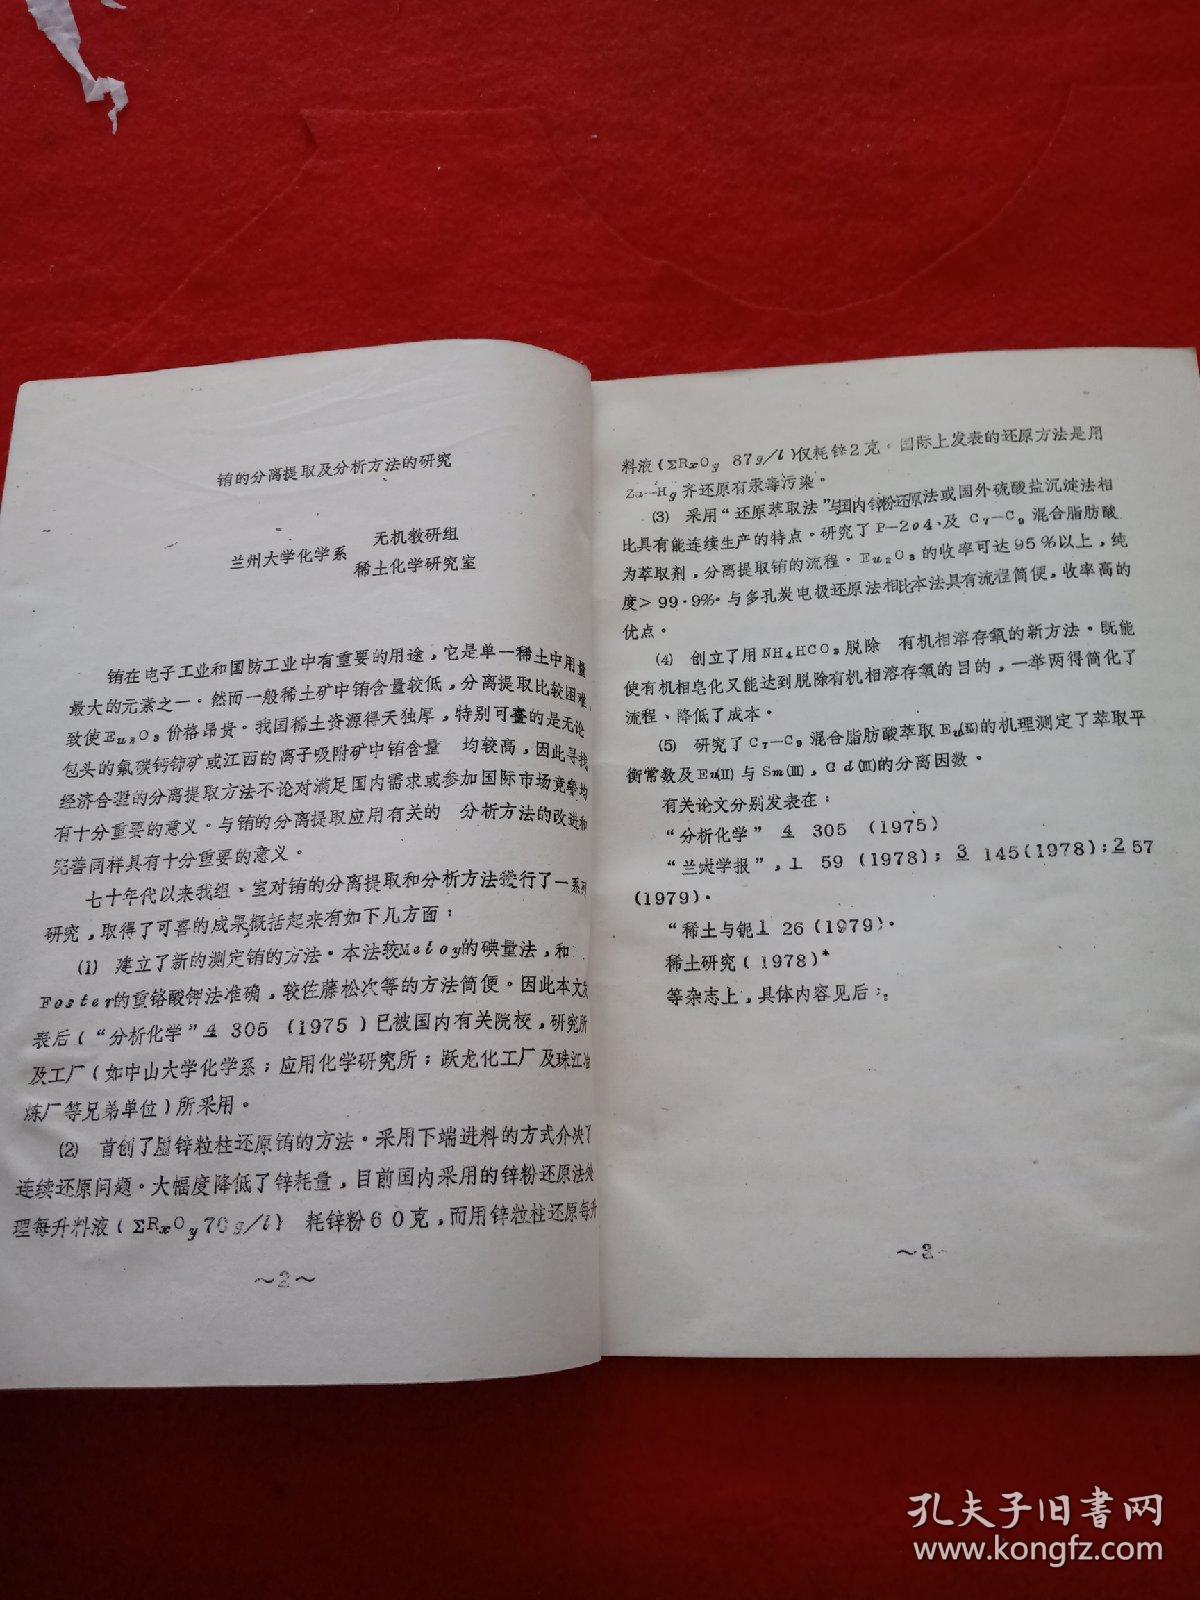 铕的分离提取及分析方法的研究
兰州大学化学系 无机教研组
稀土化学研究室
铕在电子工业和国防工业中有重要的用途，它是单一稀土中用量
最大的元素之一。然而一般稀土矿中铕含量较低，分离提取比较困难，
致使Eu₂O₃价格昂贵。我国稀土资源得天独厚，特别可喜的是无论
包头的氟碳钙铈矿或江西的离子吸附矿中铕含量 均较高，因此寻找
经济合理的分离提取方法不论对满足国内需求或参加国际市场竞争均
有十分重要的意义。与铕的分离提取应用有关的 分析方法的改进和
完善同样具有十分重要的意义。
七十年代以来我组、室对铕的分离提取和分析方法进行了一系列
研究，取得了可喜的成果概括起来有如下几方面：
(1) 建立了新的测定铕的方法。本法较Meloy的碘量法，和
Foster的重铬酸钾法准确，较佐藤松次等的方法简便。因此本文发
表后（“分析化学”4 305 (1975）已被国内有关院校，研究所
及工厂（如中山大学化学系；应用化学研究所；跃龙化工厂及珠江冶
炼厂等兄弟单位）所采用。
(2) 首创了用锌粒柱还原铕的方法。采用下端进料的方式介决了
连续还原问题。大幅度降低了锌耗量，目前国内采用的锌粉还原法处
理每升料液（ΣRxOy 76g/l） 耗锌粉60克，而用锌粒柱还原每升
～2～
料液（ΣRxOy 87g/l）仅耗锌2克。国际上发表的还原方法是用
Zn—Hg齐还原有汞毒污染。
(3) 采用“还原萃取法”与国内锌粉还原法或国外硫酸盐沉淀法相
比具有能连续生产的特点。研究了P—204、及 C₇—C₉ 混合脂肪酸
为萃取剂，分离提取铕的流程。Eu₂O₃的收率可达95％以上，纯
度＞99·9％。与多孔炭电极还原法相比本法具有流程简便，收率高的
优点。
(4) 创立了用NH₄HCO₃脱除 有机相溶存氧的新方法。既能
使有机相皂化又能达到脱除有机相溶存氧的目的，一举两得简化了
流程、降低了成本。
(5) 研究了C₇—C₉混合脂肪酸萃取Eu(Ⅲ)的机理测定了萃取平
衡常数及Eu(Ⅱ)与Sm(Ⅲ)，Gd(Ⅲ)的分离因数。
有关论文分别发表在：
“分析化学” 4 305 (1975)
“兰大学报”，1 59 (1978)；3 145(1978)；2 57
(1979)。
“稀土与铌1 26 (1979)。
稀土研究(1978)*
等杂志上，具体内容见后：。
孔夫子旧书网
www.kongfz.com